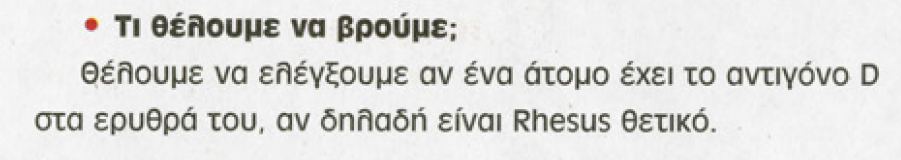 • Τι θέλουμε να βρούμε;
Θέλουμε να ελέγξουμε αν ένα άτομο έχει το αντιγόνο D
στα ερυθρά του, αν δηλαδή είναι Rhesus θετικό.